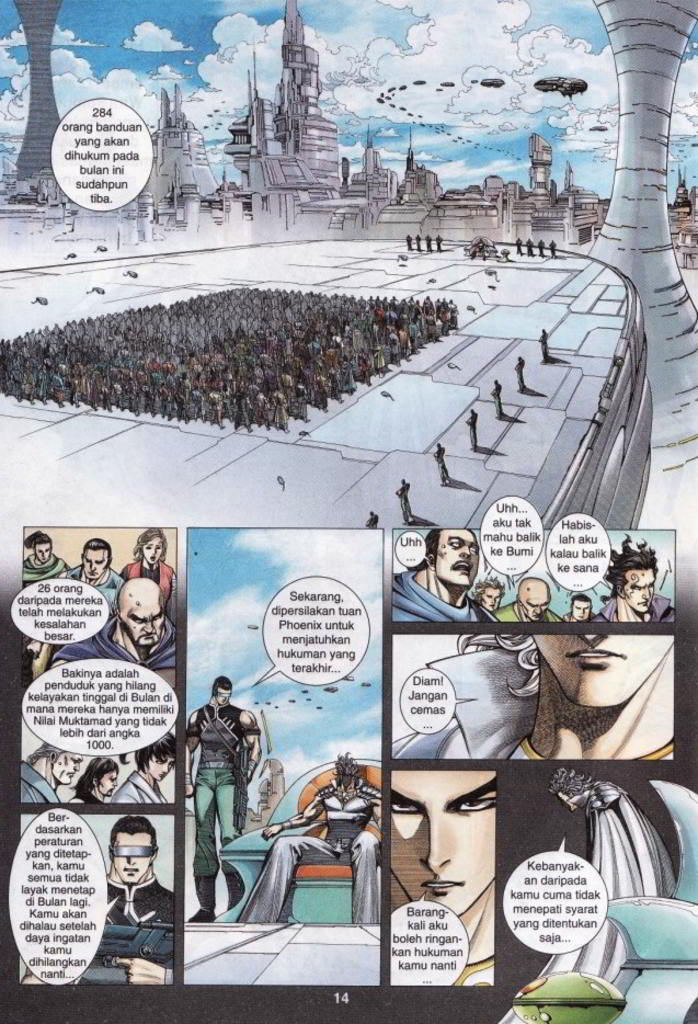 284
orang banduan
yang akan
dihukum pada
bulan ini
sudahpun
tiba.
26 orang
daripada mereka
telah melakukan
kesalahan
besar.
Bakinya adalah
penduduk yang hilang
kelayakan tinggal di Bulan di
mana mereka hanya memiliki
Nilai Muktamad yang tidak
lebih dari angka
1000.
Ber-
dasarkan
peraturan
yang ditetap-
kan, kamu
semua tidak
layak menetap
di Bulan lagi.
Kamu akan
dihalau setelah
daya ingatan
kamu
dihilangkan
nanti...
Sekarang,
dipersilakan tuan
Phoenix untuk
menjatuhkan
hukuman yang
terakhir...
Uhh
...
Uhh...
aku tak
mahu balik
ke Bumi
...
Habis-
lah aku
kalau balik
ke sana
...
Diam!
Jangan
cemas
...
Barang-
kali aku
boleh ringan-
kan hukuman
kamu nanti
...
Kebanyak-
an daripada
kamu tidak
menepati syarat
yang ditentukan
saja...
14